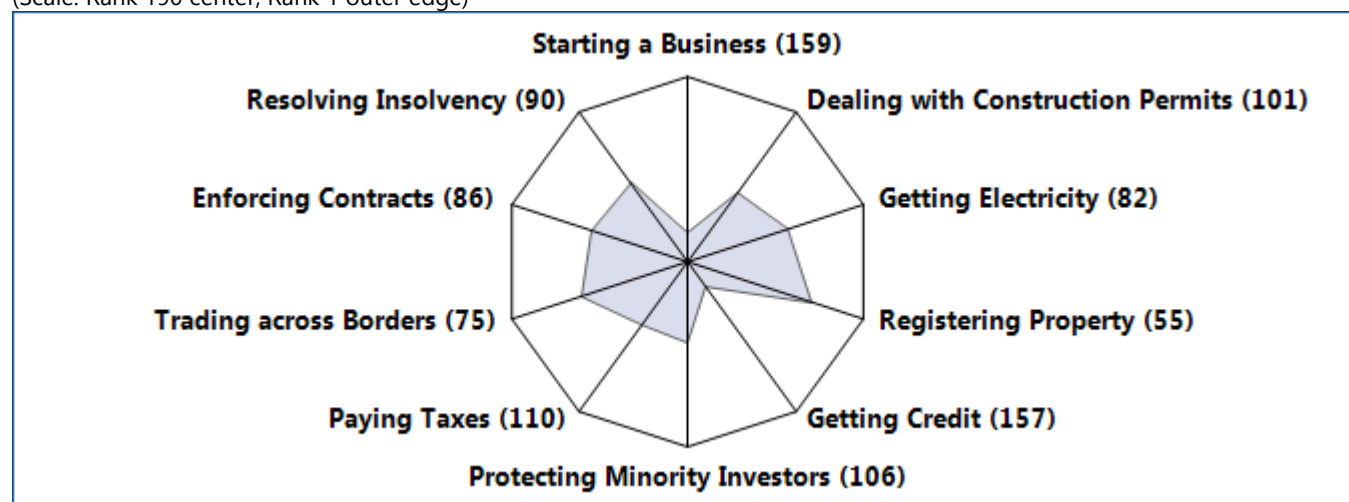 (Scale: Rank 190 center, Rank 1 outer edge)
Starting a Business (159)
Resolving Insolvency (90)
Dealing with Construction Permits (101)
Enforcing Contracts (86)
Getting Electricity (82)
Trading across Borders (75)
Registering Property (55)
Paying Taxes (110)
Getting Credit (157)
Protecting Minority Investors (106)